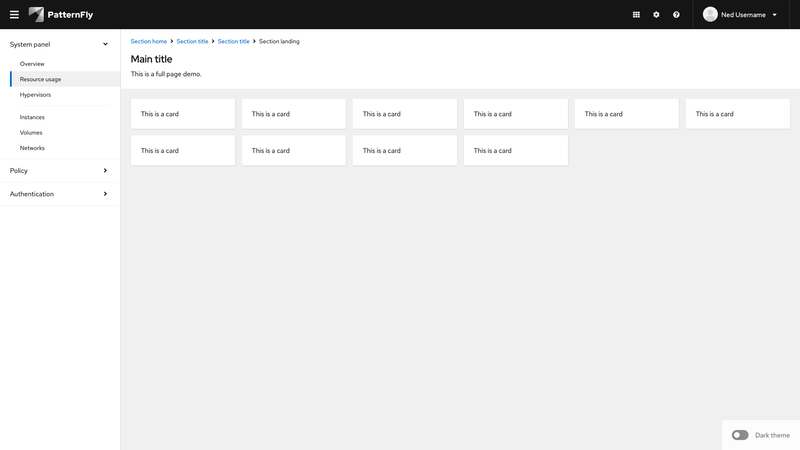 PatternFly
Ned Username
System panel
Overview
Resource usage
Hypervisors
Instances
Volumes
Networks
Policy
Authentication
Section home > Section title > Section title > Section landing
Main title
This is a full page demo.
This is a card This is a card This is a card This is a card This is a card This is a card
This is a card This is a card This is a card This is a card
Dark theme